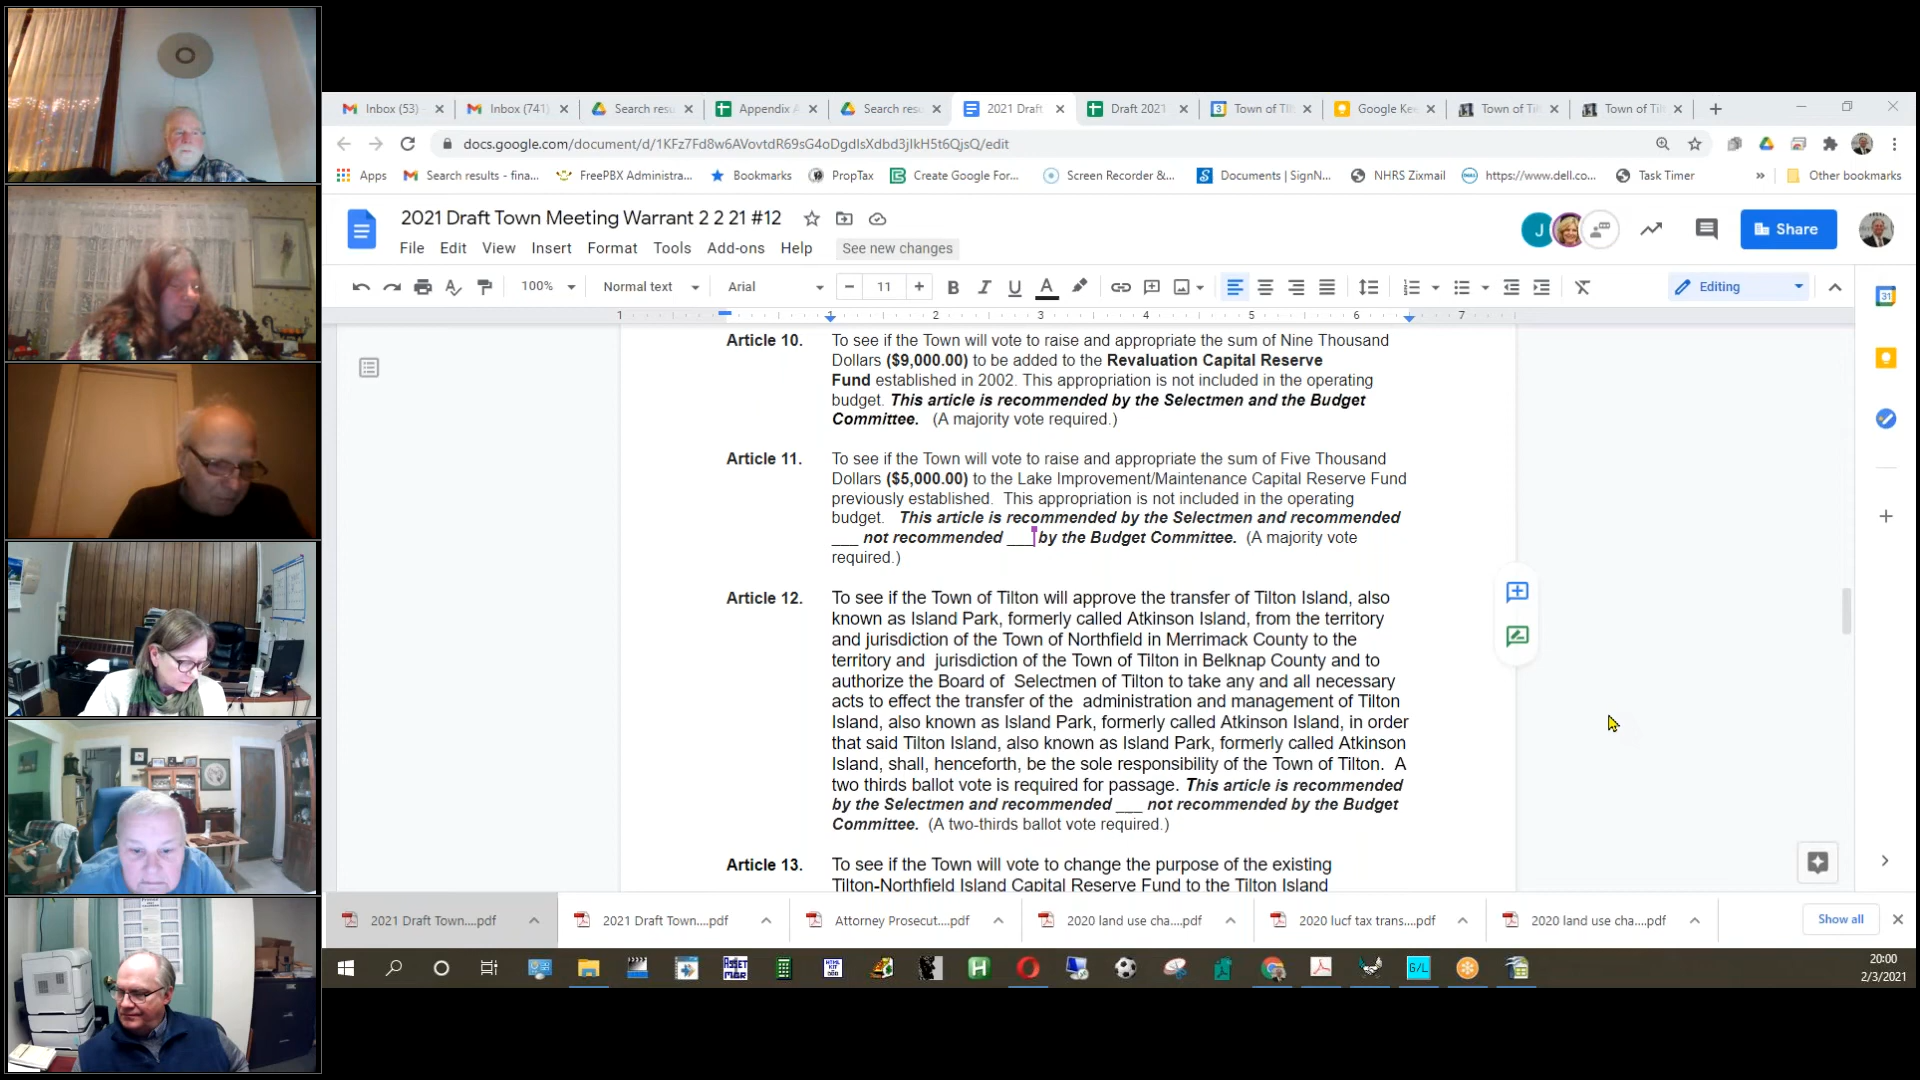 Inbox (53)
Inbox (741)
Search resu
Appendix A
Search resu
2021 Draft
Draft 2021
Town of Til
Google Kee
Town of Til
Town of Til
docs.google.com/document/d/1KFz7Fd8w6AVovtdR69sG4oDgdlsXdbd3jlkH5t6QjsQ/edit
Apps
Search results - fina...
FreePBX Administra...
Bookmarks
PropTax
Create Google For...
Screen Recorder &...
Documents | SignN...
NHRS Zixmail
https://www.dell.co...
Task Timer
»
Other bookmarks
2021 Draft Town Meeting Warrant 2 2 21 #12
File Edit View Insert Format Tools Add-ons Help See new changes
J
Share
100% Normal text Arial 11 B I U A Editing
1 1 2 3 4 5 6 7
Article 10. To see if the Town will vote to raise and appropriate the sum of Nine Thousand
Dollars ($9,000.00) to be added to the Revaluation Capital Reserve
Fund established in 2002. This appropriation is not included in the operating
budget. This article is recommended by the Selectmen and the Budget
Committee. (A majority vote required.)
Article 11. To see if the Town will vote to raise and appropriate the sum of Five Thousand
Dollars ($5,000.00) to the Lake Improvement/Maintenance Capital Reserve Fund
previously established. This appropriation is not included in the operating
budget. This article is recommended by the Selectmen and recommended
___ not recommended ___ by the Budget Committee. (A majority vote
required.)
Article 12. To see if the Town of Tilton will approve the transfer of Tilton Island, also
known as Island Park, formerly called Atkinson Island, from the territory
and jurisdiction of the Town of Northfield in Merrimack County to the
territory and jurisdiction of the Town of Tilton in Belknap County and to
authorize the Board of Selectmen of Tilton to take any and all necessary
acts to effect the transfer of the administration and management of Tilton
Island, also known as Island Park, formerly called Atkinson Island, in order
that said Tilton Island, also known as Island Park, formerly called Atkinson
Island, shall, henceforth, be the sole responsibility of the Town of Tilton. A
two thirds ballot vote is required for passage. This article is recommended
by the Selectmen and recommended ___ not recommended by the Budget
Committee. (A two-thirds ballot vote required.)
Article 13. To see if the Town will vote to change the purpose of the existing
Tilton-Northfield Island Capital Reserve Fund to the Tilton Island
31
2021 Draft Town....pdf
2021 Draft Town....pdf
Attorney Prosecut....pdf
2020 land use cha....pdf
2020 lucf tax trans....pdf
2020 land use cha....pdf
Show all
G/L
20:00
2/3/2021